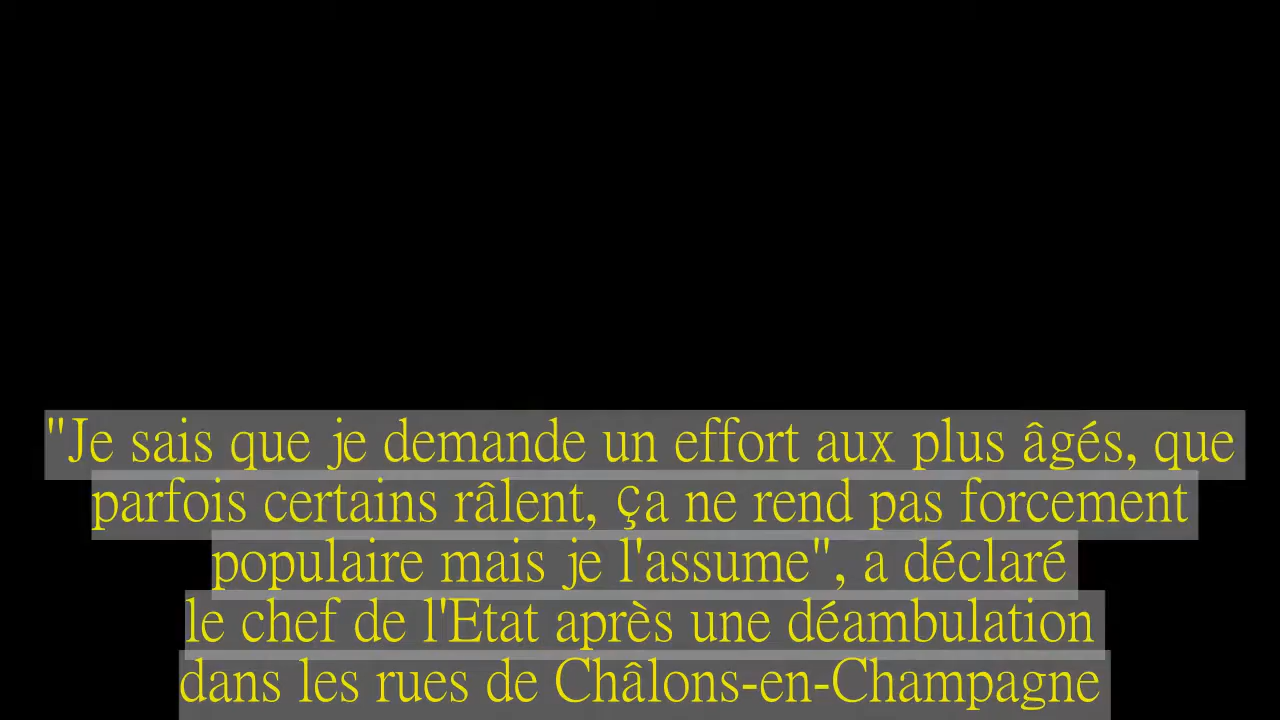 "Je sais que je demande un effort aux plus âgés, que
parfois certains râlent, ça ne rend pas forcement
populaire mais je l'assume", a déclaré
le chef de l'Etat après une déambulation
dans les rues de Châlons-en-Champagne